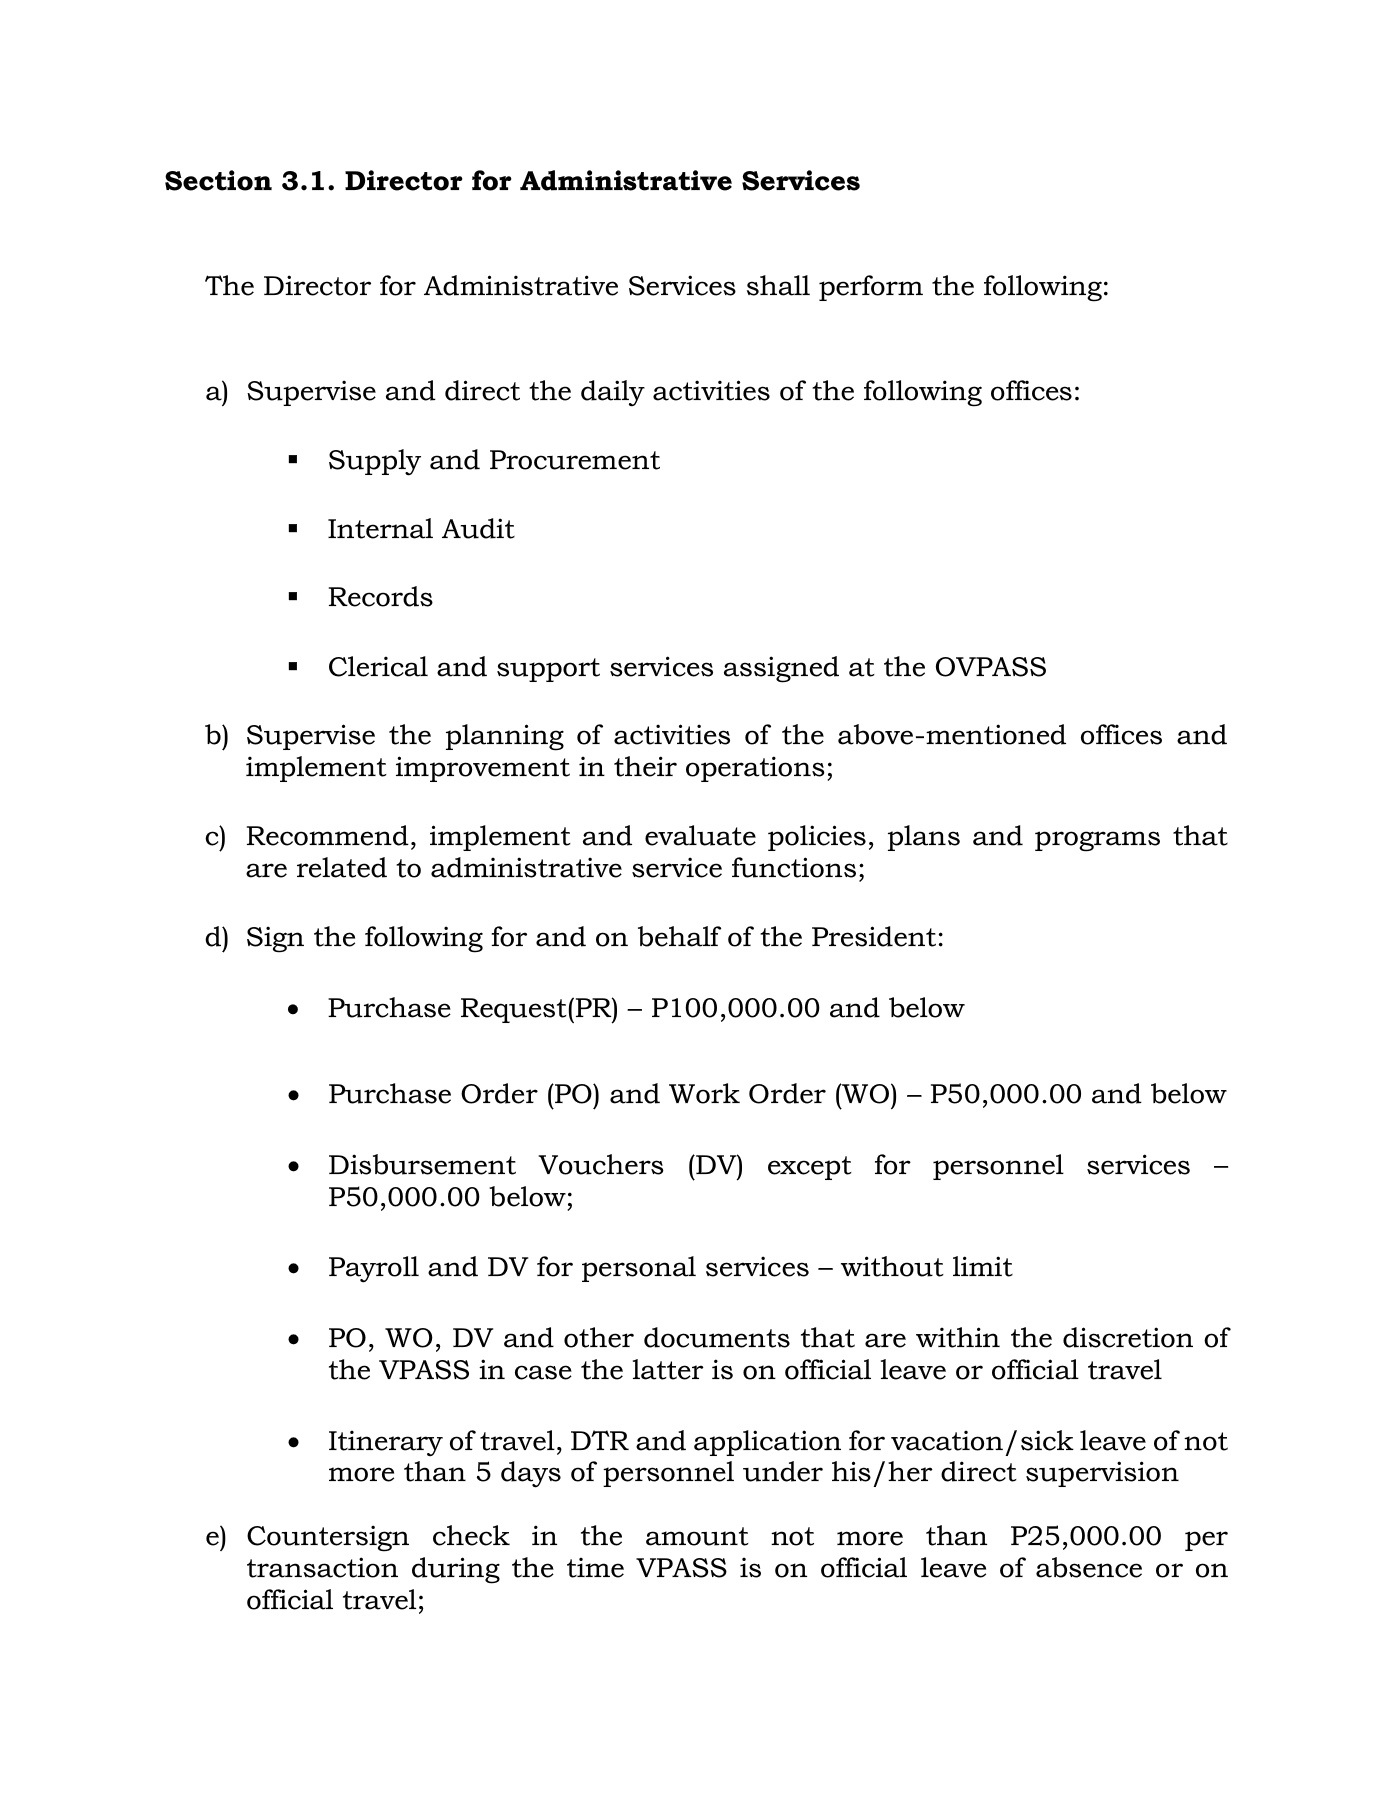 Section 3.1. Director for Administrative Services
The Director for Administrative Services shall perform the following:
a) Supervise and direct the daily activities of the following offices:
▪ Supply and Procurement
▪ Internal Audit
▪ Records
▪ Clerical and support services assigned at the OVPASS
b) Supervise the planning of activities of the above-mentioned offices and
implement improvement in their operations;
c) Recommend, implement and evaluate policies, plans and programs that
are related to administrative service functions;
d) Sign the following for and on behalf of the President:
• Purchase Request(PR) – P100,000.00 and below
• Purchase Order (PO) and Work Order (WO) – P50,000.00 and below
• Disbursement Vouchers (DV) except for personnel services –
P50,000.00 below;
• Payroll and DV for personal services – without limit
• PO, WO, DV and other documents that are within the discretion of
the VPASS in case the latter is on official leave or official travel
• Itinerary of travel, DTR and application for vacation/sick leave of not
more than 5 days of personnel under his/her direct supervision
e) Countersign check in the amount not more than P25,000.00 per
transaction during the time VPASS is on official leave of absence or on
official travel;